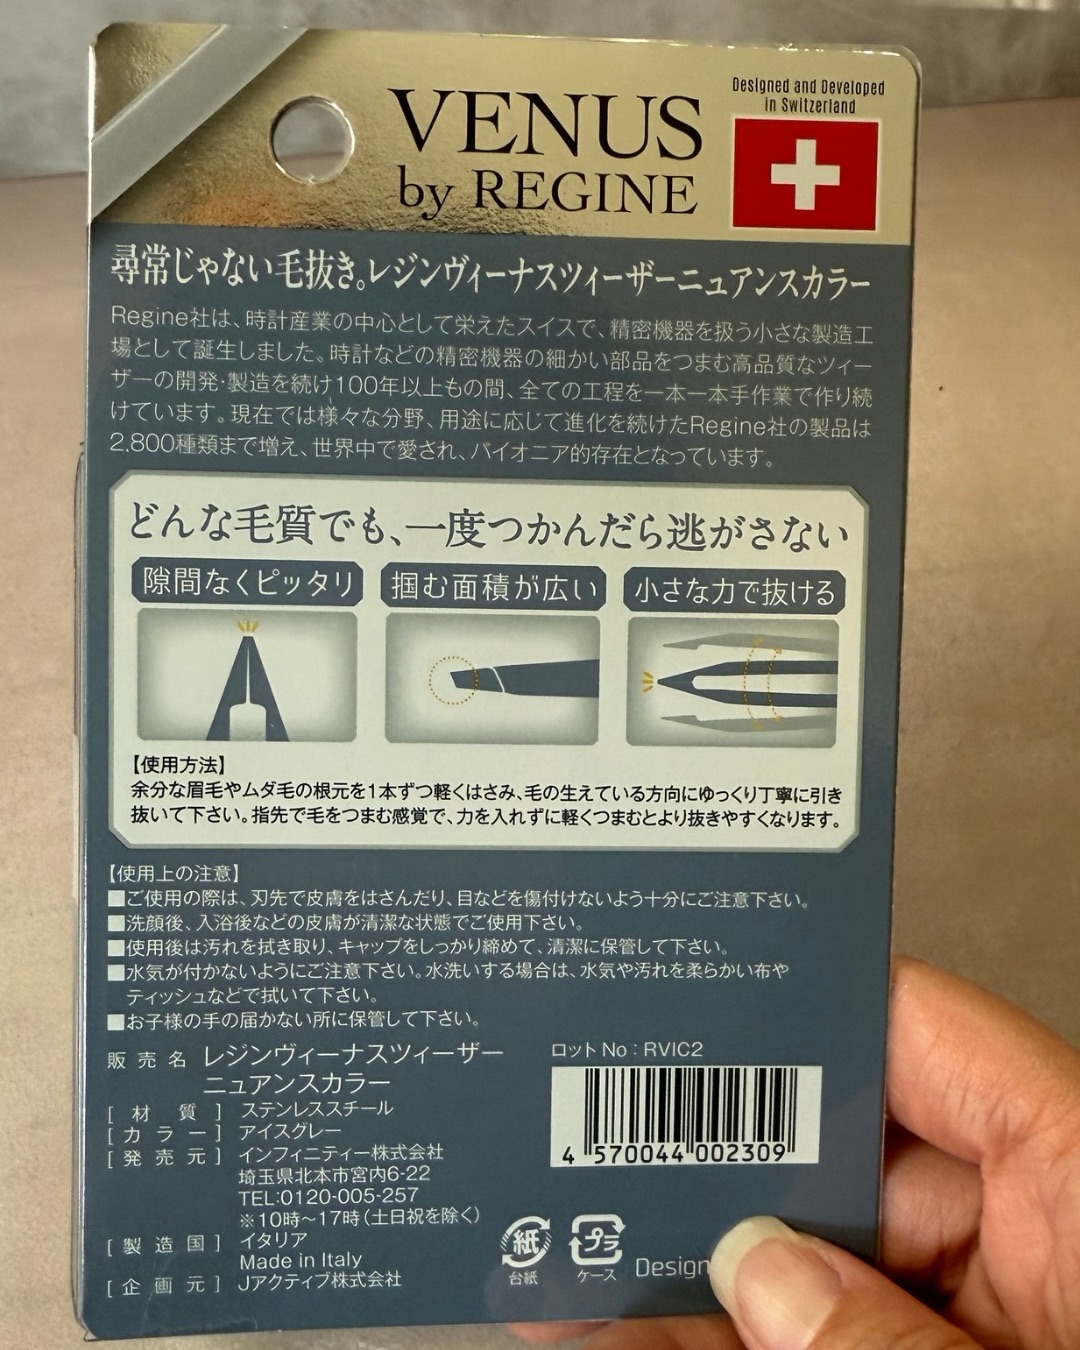 VENUS
by REGINE
Designed and Developed
in Switzerland
尋常じゃない毛抜き。レジンヴィーナスツィーザーニュアンスカラー
Regine社は、時計産業の中心として栄えたスイスで、精密機器を扱う小さな製造工
場として誕生しました。時計などの精密機器の細かい部品をつまむ高品質なツィー
ザーの開発・製造を続け100年以上もの間、全ての工程を一本一本手作業で作り続
けています。現在では様々な分野、用途に応じて進化を続けたRegine社の製品は
2,800種類まで増え、世界中で愛され、パイオニア的存在となっています。
どんな毛質でも、一度つかんだら逃がさない
隙間なくピッタリ
掴む面積が広い
小さな力で抜ける
【使用方法】
余分な眉毛やムダ毛の根元を1本ずつ軽くはさみ、毛の生えている方向にゆっくり丁寧に引き
抜いて下さい。指先で毛をつまむ感覚で、力を入れずに軽くつまむとより抜きやすくなります。
【使用上の注意】
■ご使用の際は、刃先で皮膚をはさんだり、目などを傷付けないよう十分にご注意下さい。
■洗顔後、入浴後などの皮膚が清潔な状態でご使用下さい。
■使用後は汚れを拭き取り、キャップをしっかり締めて、清潔に保管して下さい。
■水気が付かないようにご注意下さい。水洗いする場合は、水気や汚れを柔らかい布や
ティッシュなどで拭いて下さい。
■お子様の手の届かない所に保管して下さい。
販売名 レジンヴィーナスツィーザー
ニュアンスカラー
[材質] ステンレススチール
[カラー] アイスグレー
[発売元] インフィニティー株式会社
埼玉県北本市宮内6-22
TEL:0120-005-257
※10時～17時(土日祝を除く)
[製造国] イタリア
Made in Italy
[企画元] Jアクティブ株式会社
ロットNo:RVIC2
4 570044 002309
紙
台紙
プラ
ケース
Design